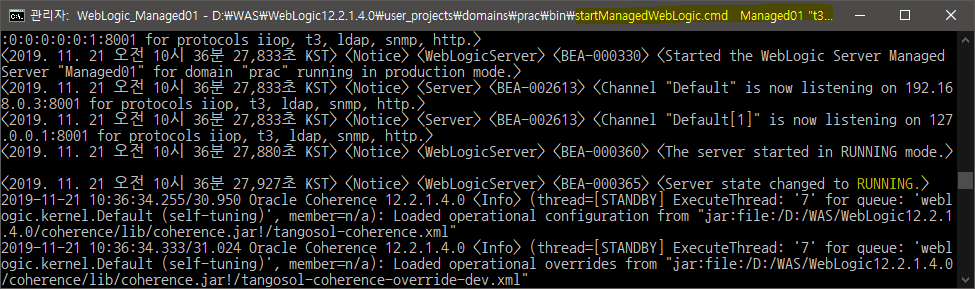 관리자: WebLogic_Managed01 - D:₩WAS₩WebLogic12.2.1.4.0₩user_projects₩domains₩prac₩bin₩startManagedWebLogic.cmd Managed01 "t3...
:0:0:0:0:0:1:8001 for protocols iiop, t3, ldap, snmp, http.>
<2019. 11. 21 오전 10시 36분 27,833초 KST> <Notice> <WebLogicServer> <BEA-000330> <Started the WebLogic Server Managed
Server "Managed01" for domain "prac" running in production mode.>
<2019. 11. 21 오전 10시 36분 27,833초 KST> <Notice> <Server> <BEA-002613> <Channel "Default" is now listening on 192.16
8.0.3:8001 for protocols iiop, t3, ldap, snmp, http.>
<2019. 11. 21 오전 10시 36분 27,833초 KST> <Notice> <Server> <BEA-002613> <Channel "Default[1]" is now listening on 127
.0.0.1:8001 for protocols iiop, t3, ldap, snmp, http.>
<2019. 11. 21 오전 10시 36분 27,880초 KST> <Notice> <WebLogicServer> <BEA-000360> <The server started in RUNNING mode.>
<2019. 11. 21 오전 10시 36분 27,927초 KST> <Notice> <WebLogicServer> <BEA-000365> <Server state changed to RUNNING.>
2019-11-21 10:36:34.255/30.950 Oracle Coherence 12.2.1.4.0 <Info> (thread=[STANDBY] ExecuteThread: '7' for queue: 'webl
ogic.kernel.Default (self-tuning)', member=n/a): Loaded operational configuration from "jar:file:/D:/WAS/WebLogic12.2.1
.4.0/coherence/lib/coherence.jar!/tangosol-coherence.xml"
2019-11-21 10:36:34.333/31.024 Oracle Coherence 12.2.1.4.0 <Info> (thread=[STANDBY] ExecuteThread: '7' for queue: 'webl
ogic.kernel.Default (self-tuning)', member=n/a): Loaded operational overrides from "jar:file:/D:/WAS/WebLogic12.2.1.4.0
/coherence/lib/coherence.jar!/tangosol-coherence-override-dev.xml"